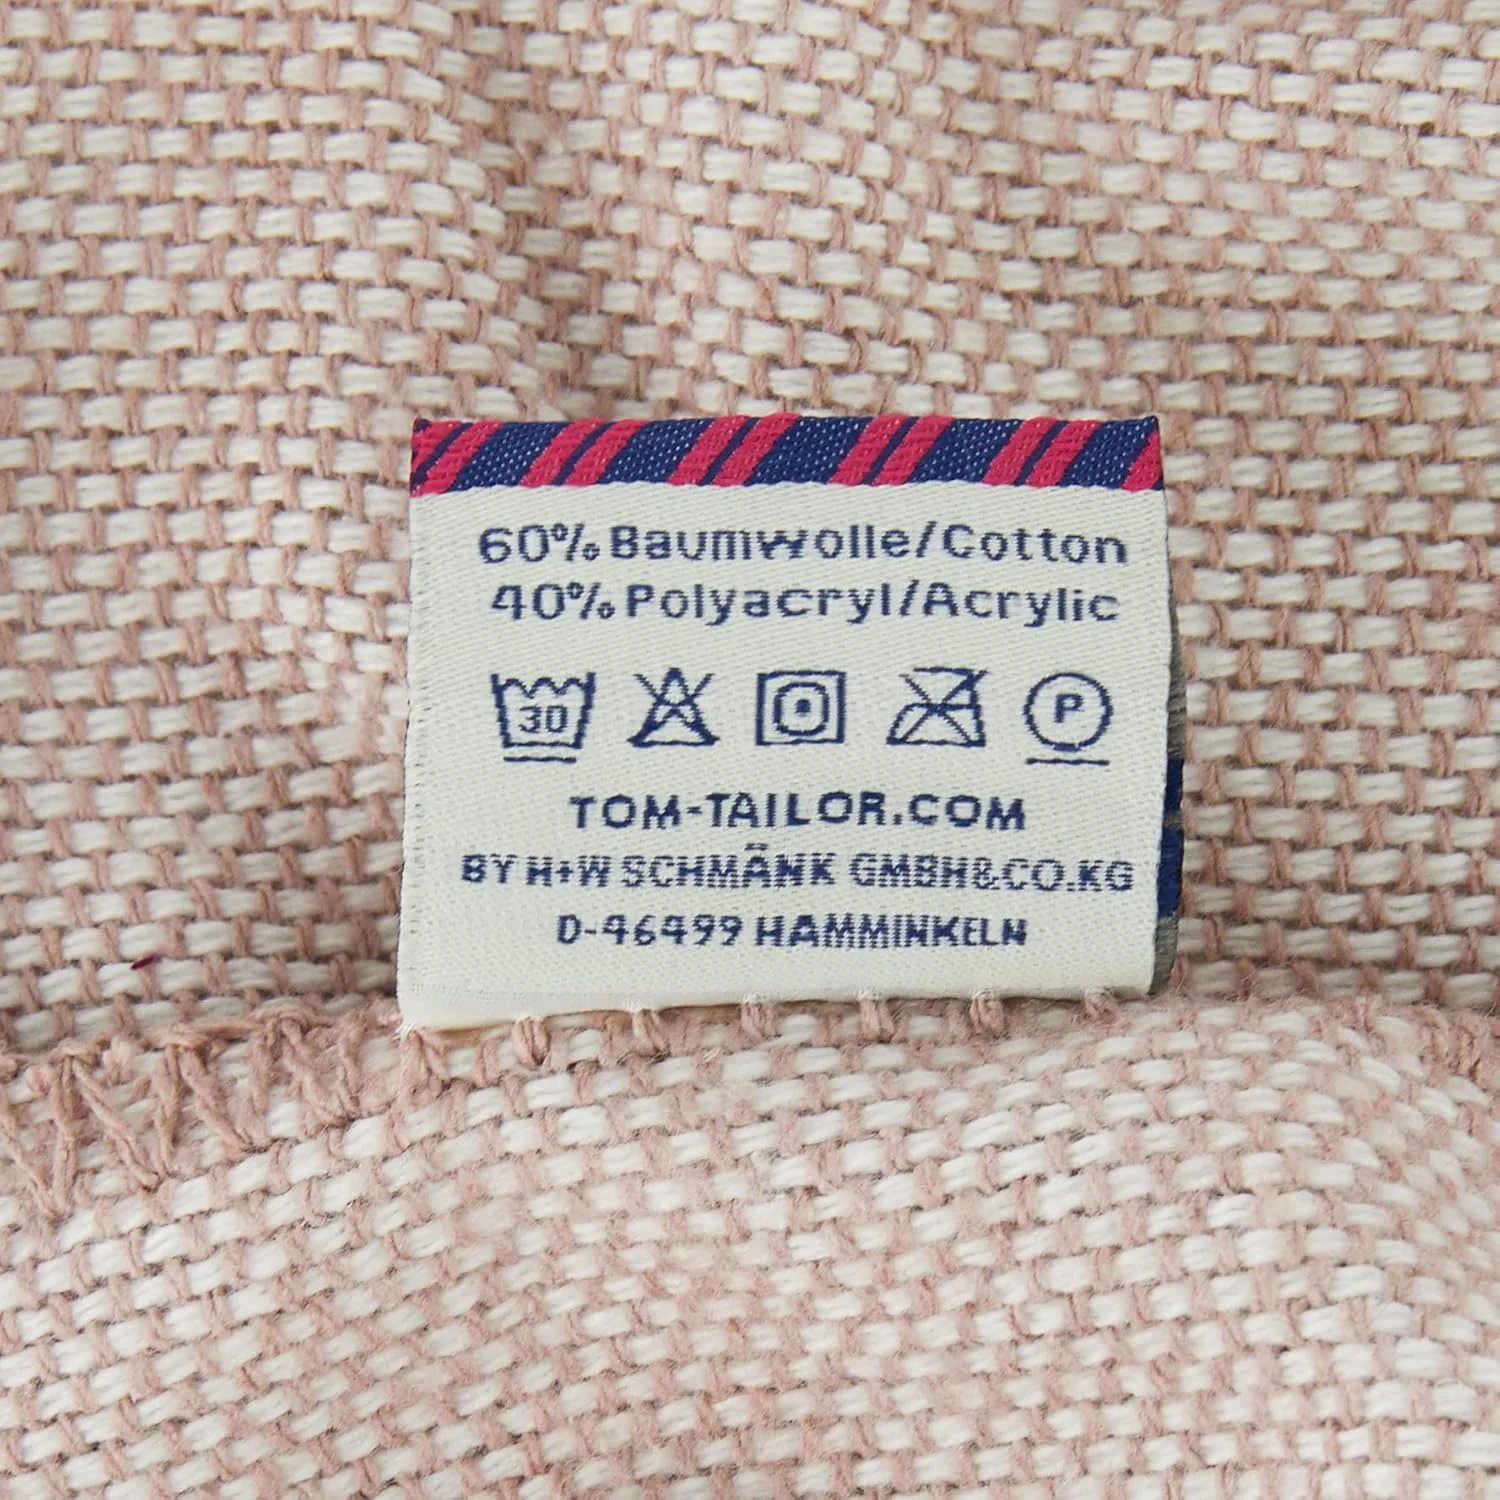 60% Baumwolle/Cotton
40% Polyacryl/Acrylic
30 P
TOM-TAILOR.COM
BY H+W SCHMÄNK GMBH&CO.KG
D-46499 HAMMINKELN